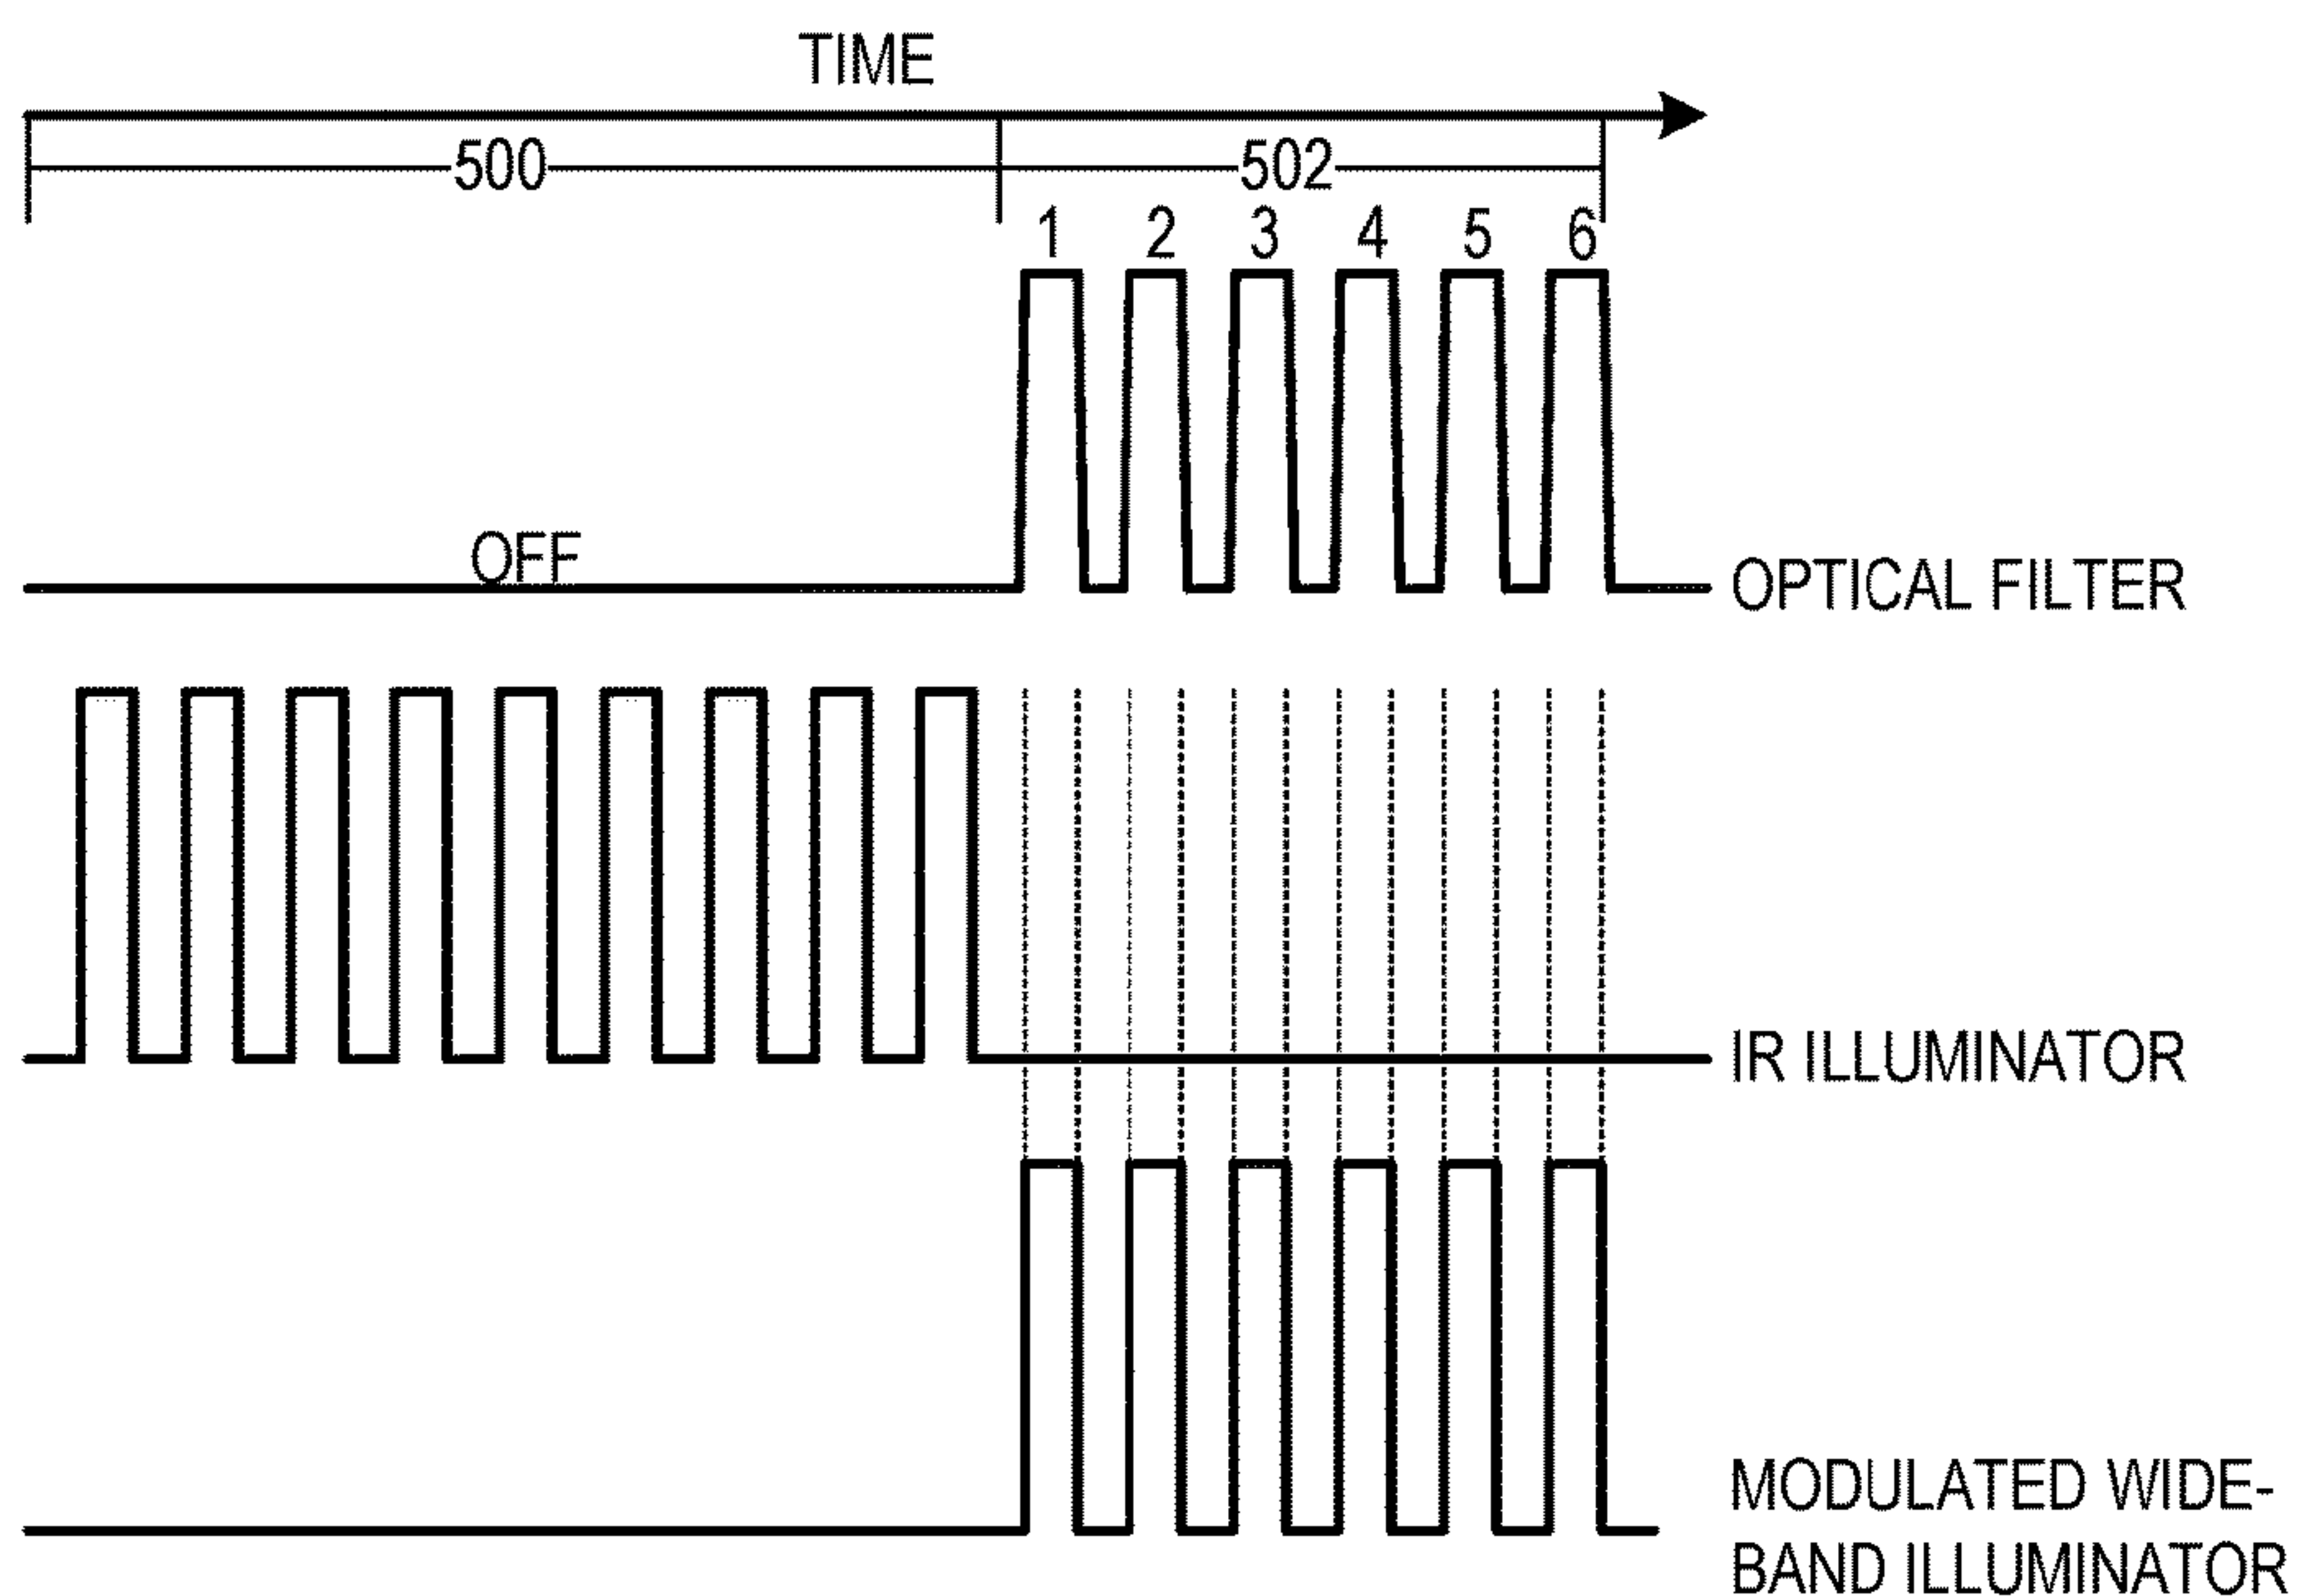 TIME
500 502
1 2 3 4 5 6
OFF
OPTICAL FILTER
IR ILLUMINATOR
MODULATED WIDE-
BAND ILLUMINATOR